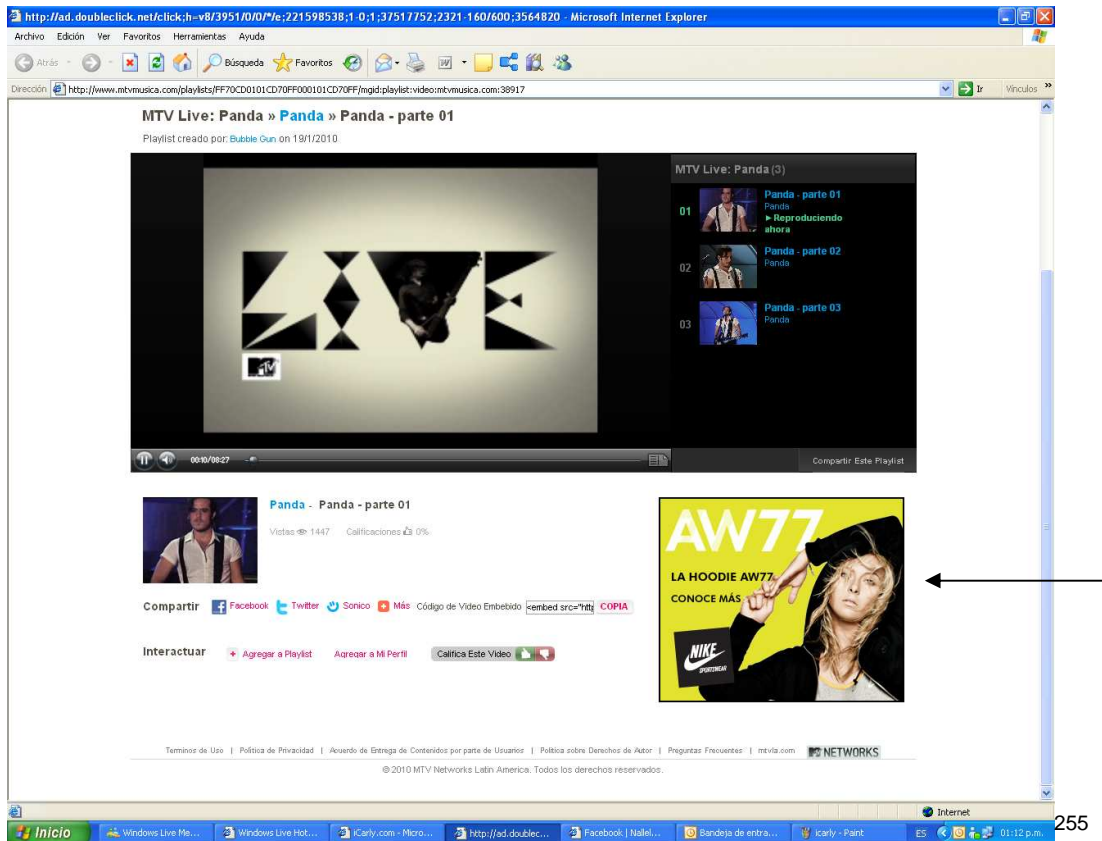 http://ad.doubleclick.net/click;h=v8/3951/0/0/*/e;221598538;1-0;1;37517752;2321-160/600;3564820 - Microsoft Internet Explorer
Archivo Edición Ver Favoritos Herramientas Ayuda
Atrás Búsqueda Favoritos
Dirección http://www.mtvmusica.com/playlists/FF70CD0101CD70FF000101CD70FF/mgid:playlist:video:mtvmusica.com:38917 Ir Vínculos »
MTV Live: Panda » Panda » Panda - parte 01
Playlist creado por: Bubble Gun on 19/1/2010
MTV Live: Panda (3)
LIVE
MTV
01 Panda - parte 01
Panda
►Reproduciendo ahora
02 Panda - parte 02
Panda
03 Panda - parte 03
Panda
00:10/08:27
Compartir Este Playlist
Panda - Panda - parte 01
Vistas 1447 Calificaciones 0%
Compartir Facebook Twitter Sonico Más Código de Video Embebido <embed src="http COPIA
Interactuar + Agregar a Playlist Agregar a Mi Perfil Califica Este Video
AW77
LA HOODIE AW77
CONOCE MÁS
NIKE
SPORTSWEAR
Terminos de Uso | Política de Privacidad | Acuerdo de Entrega de Contenidos por parte de Usuarios | Política sobre Derechos de Autor | Preguntas Frecuentes | mtvla.com MTV NETWORKS
© 2010 MTV Networks Latin America. Todos los derechos reservados.
Internet
Inicio Windows Live Me... Windows Live Hot... iCarly.com - Micro... http://ad.doublec... Facebook | Nallel... Bandeja de entra... icarly - Paint ES 01:12 p.m.
255